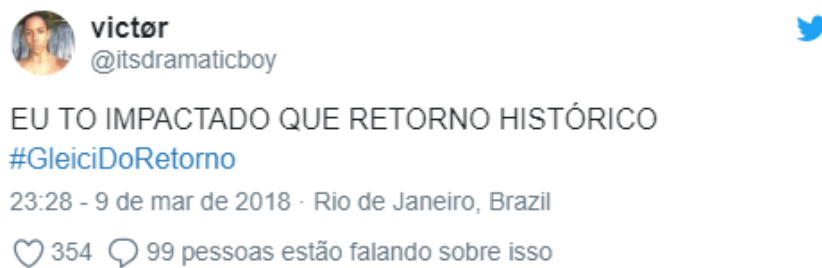 victør
@itsdramaticboy
EU TO IMPACTADO QUE RETORNO HISTÓRICO
#GleiciDoRetorno
23:28 - 9 de mar de 2018 · Rio de Janeiro, Brazil
354 99 pessoas estão falando sobre isso